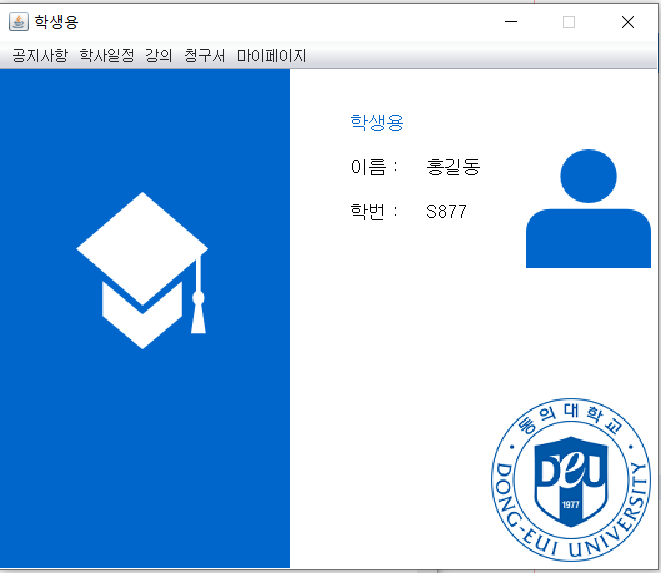 학생용
공지사항 학사일정 강의 청구서 마이페이지
학생용
이름 : 홍길동
학번 : S877
· 동의대학교 ·
DEU
1977
DONG-EUI UNIVERSITY